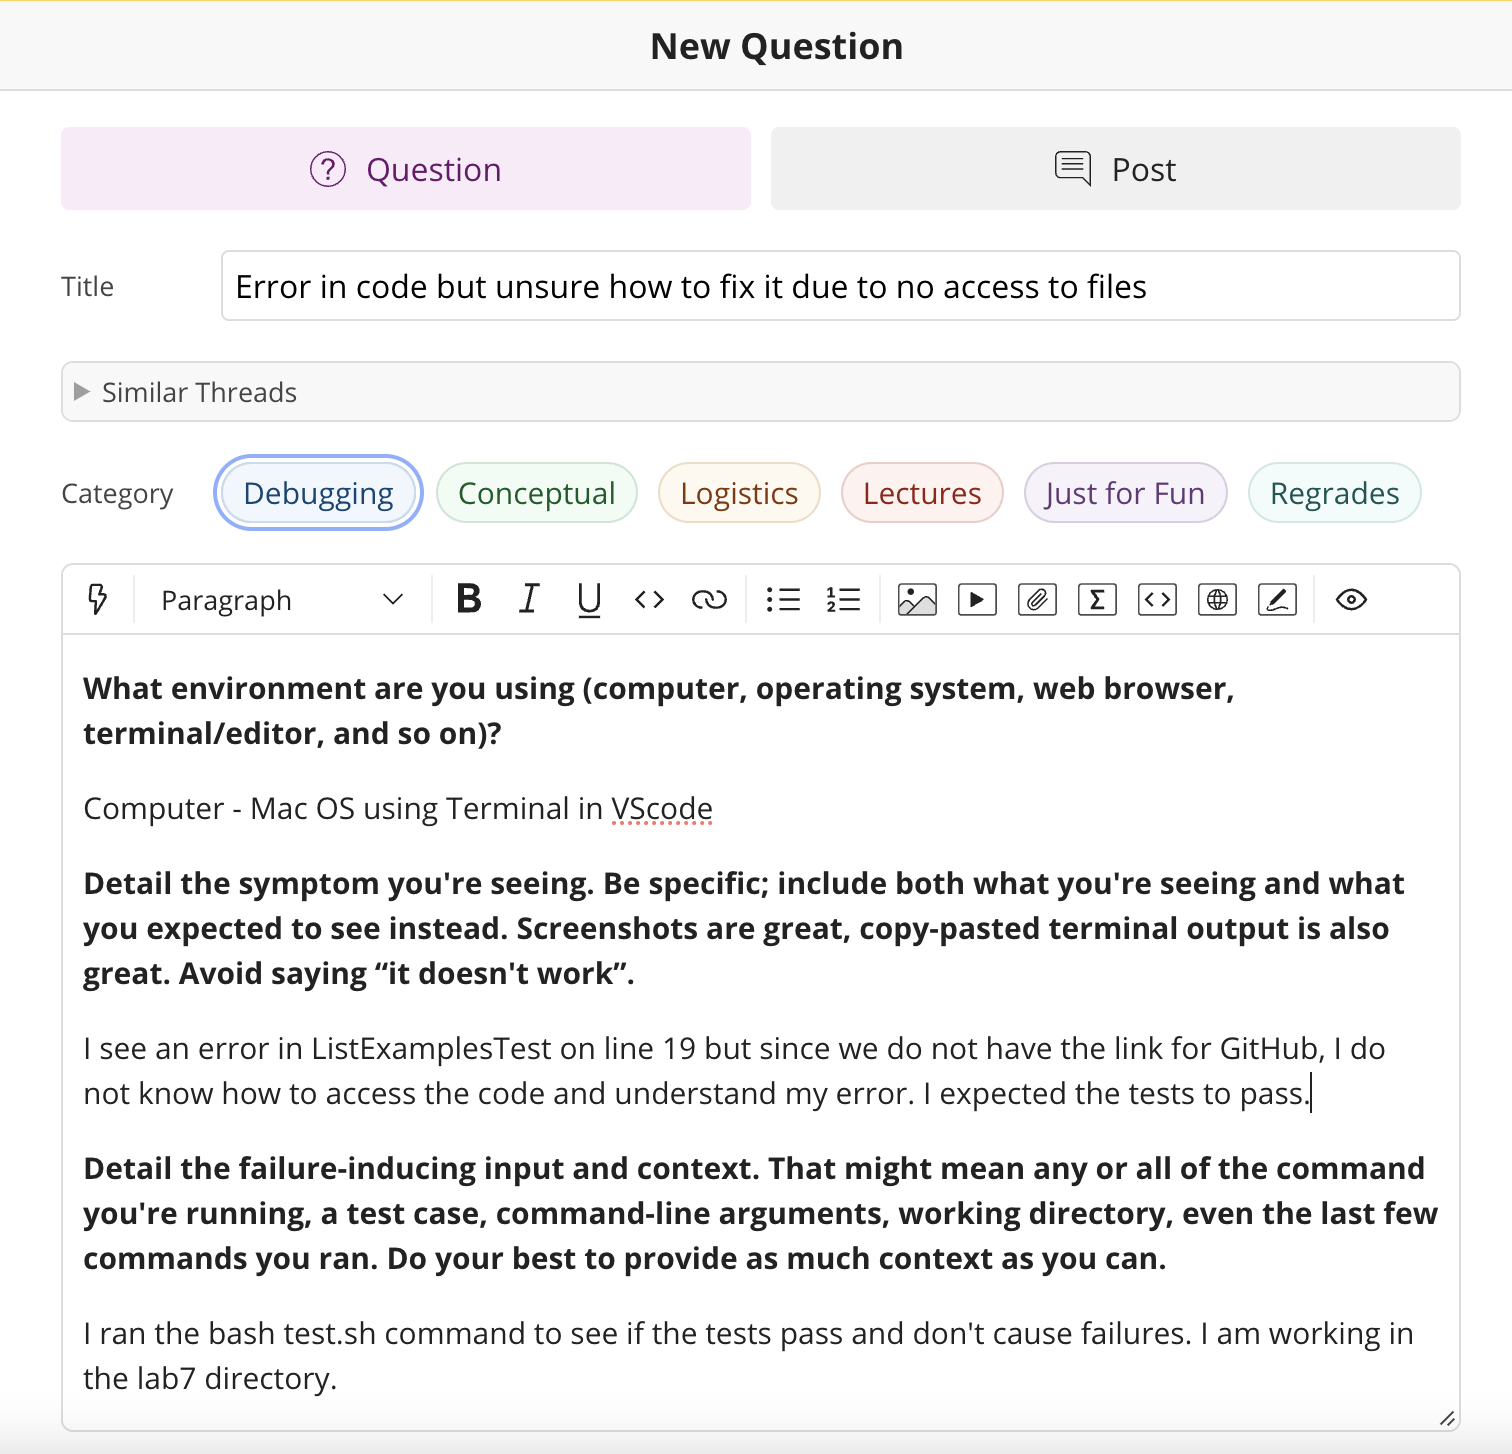 New Question
Question
Post
Title
Error in code but unsure how to fix it due to no access to files
Similar Threads
Category
Debugging
Conceptual
Logistics
Lectures
Just for Fun
Regrades
Paragraph
What environment are you using (computer, operating system, web browser,
terminal/editor, and so on)?
Computer - Mac OS using Terminal in VScode
Detail the symptom you're seeing. Be specific; include both what you're seeing and what
you expected to see instead. Screenshots are great, copy-pasted terminal output is also
great. Avoid saying “it doesn't work”.
I see an error in ListExamplesTest on line 19 but since we do not have the link for GitHub, I do
not know how to access the code and understand my error. I expected the tests to pass.
Detail the failure-inducing input and context. That might mean any or all of the command
you're running, a test case, command-line arguments, working directory, even the last few
commands you ran. Do your best to provide as much context as you can.
I ran the bash test.sh command to see if the tests pass and don't cause failures. I am working in
the lab7 directory.